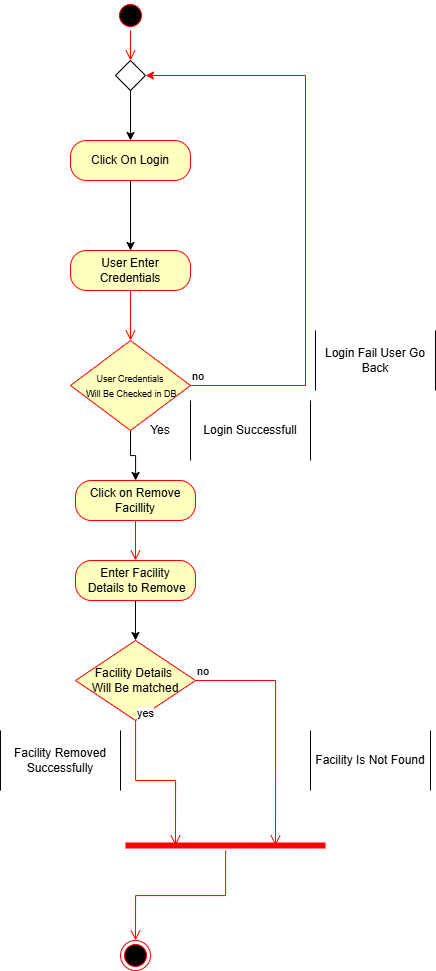 Click On Login
User Enter
Credentials
User Credentials
Will Be Checked in DB
no
Login Fail User Go
Back
Yes
Login Successfull
Click on Remove
Facillity
Enter Facility
Details to Remove
Facility Details
Will Be matched
no
yes
Facility Removed
Successfully
Facility Is Not Found